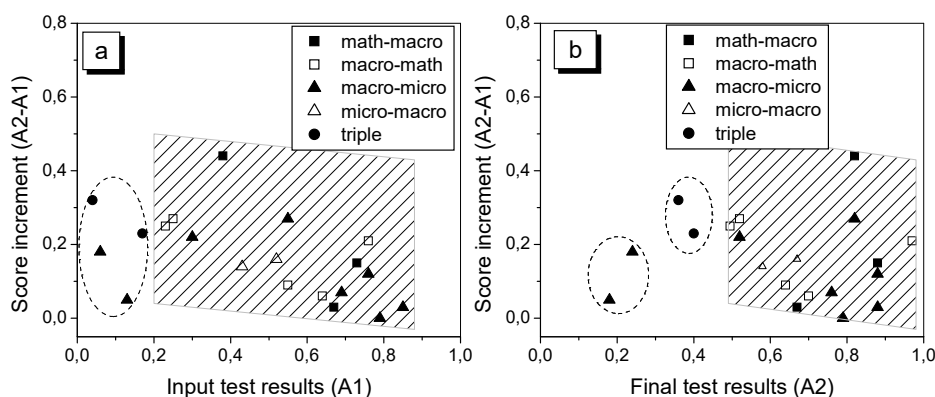 a
math-macro
macro-math
macro-micro
micro-macro
triple
Score increment (A2-A1)
0,8
0,6
0,4
0,2
0,0
0,0 0,2 0,4 0,6 0,8 1,0
Input test results (A1)
b
math-macro
macro-math
macro-micro
micro-macro
triple
Score increment (A2-A1)
0,8
0,6
0,4
0,2
0,0
0,0 0,2 0,4 0,6 0,8 1,0
Final test results (A2)